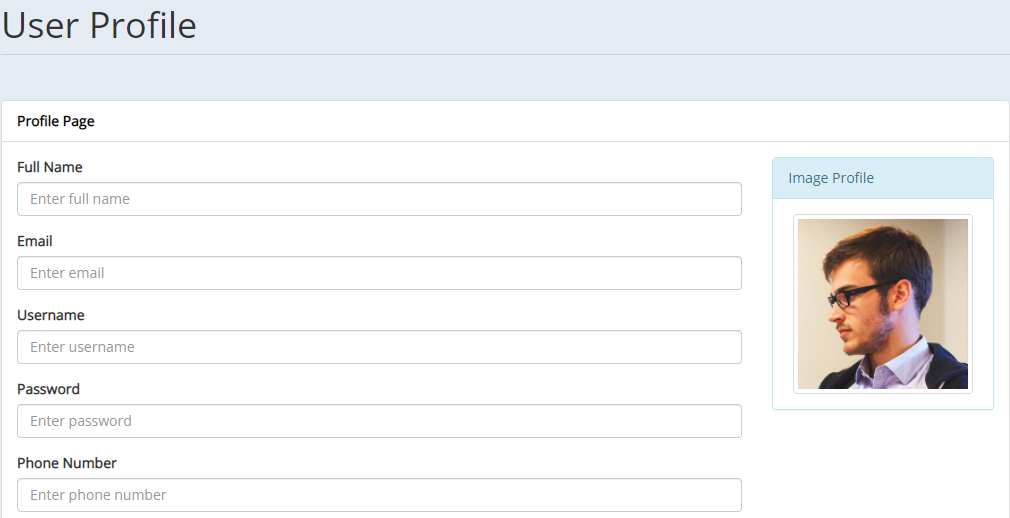 User Profile
Profile Page
Full Name
Enter full name
Email
Enter email
Username
Enter username
Password
Enter password
Phone Number
Enter phone number
Image Profile